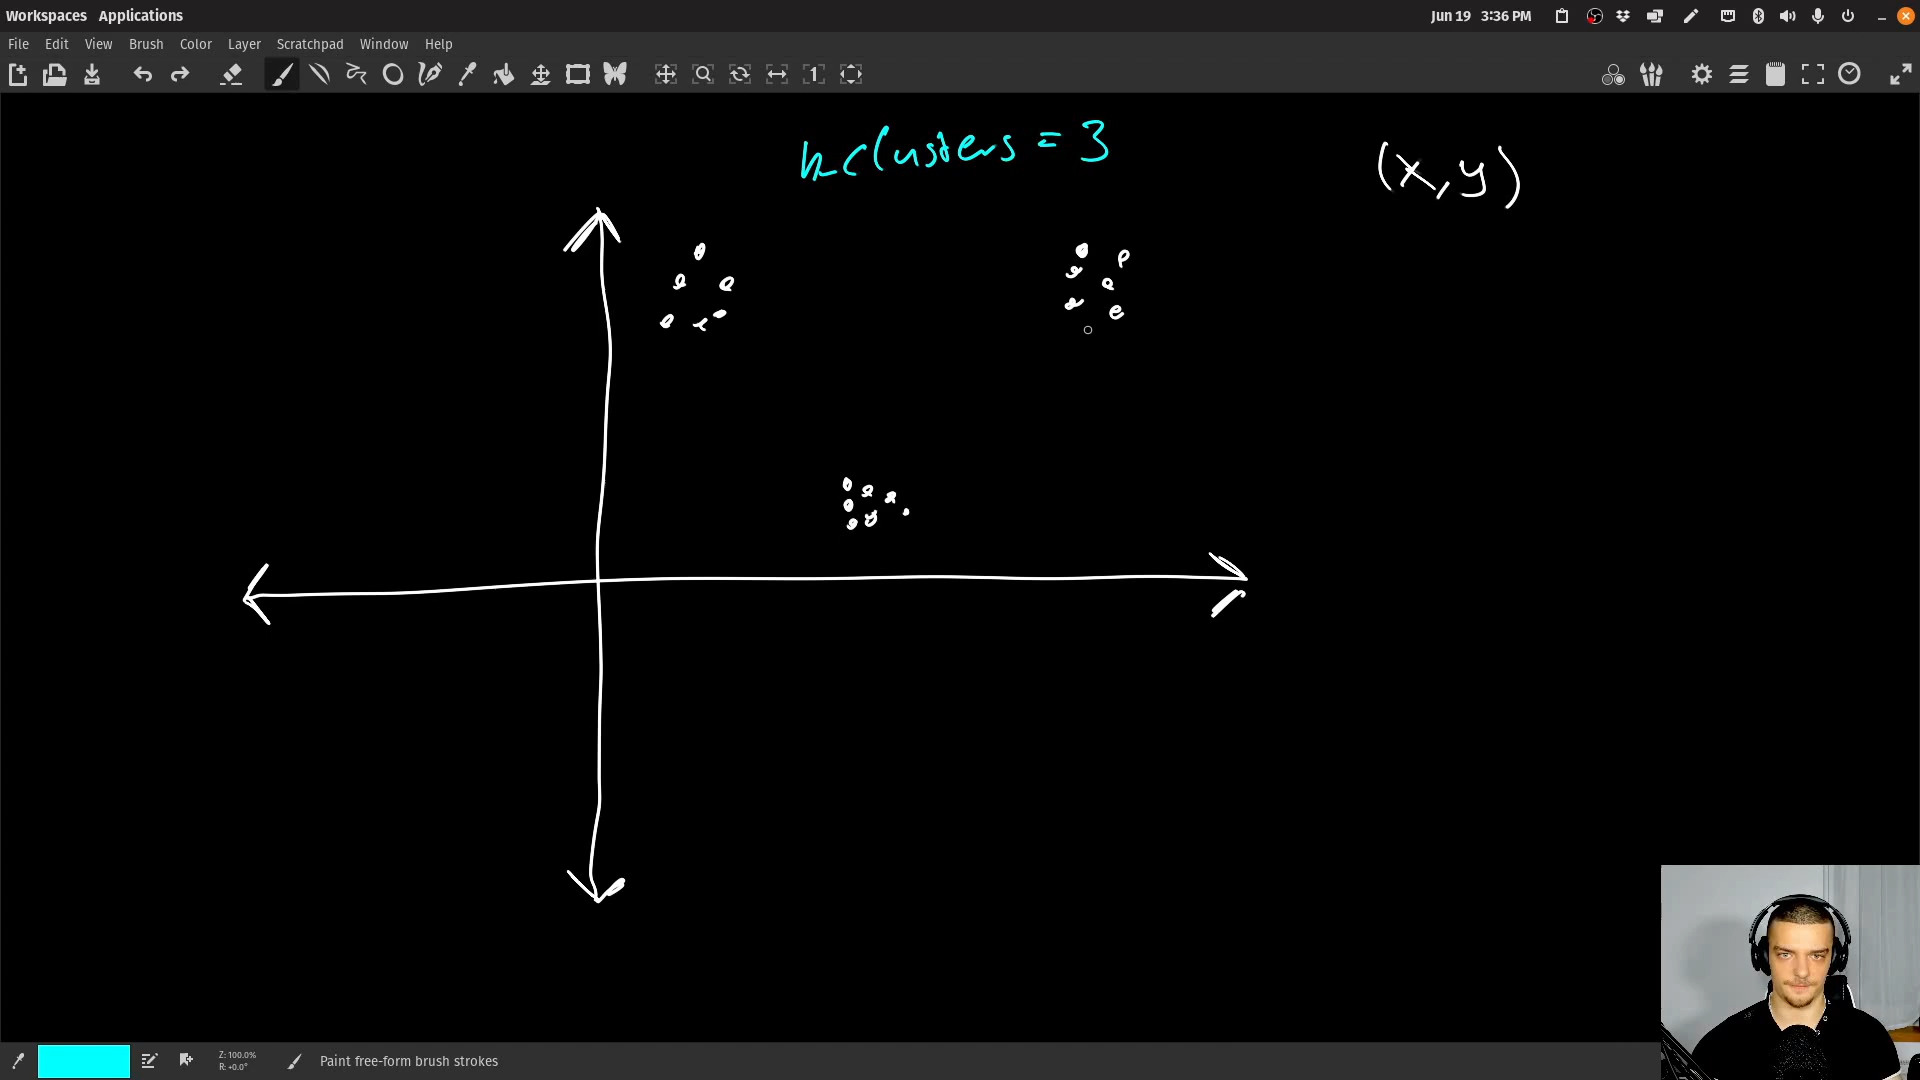 Workspaces Applications
Jun 19 3:36 PM
File Edit View Brush Color Layer Scratchpad Window Help
n_clusters = 3
(x, y)
Z: 100.0%
R: +0.0°
Paint free-form brush strokes